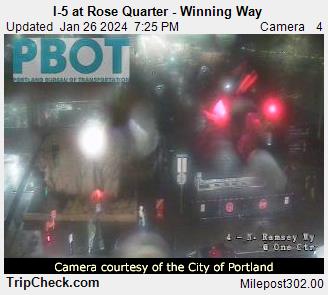 I-5 at Rose Quarter - Winning Way
Updated Jan 26 2024 7:25 PM Camera 4
PBOT
PORTLAND BUREAU OF TRANSPORTATION
4 - N. Ramsey Wy
@ One Ctr
Camera courtesy of the City of Portland
TripCheck.com Milepost302.00